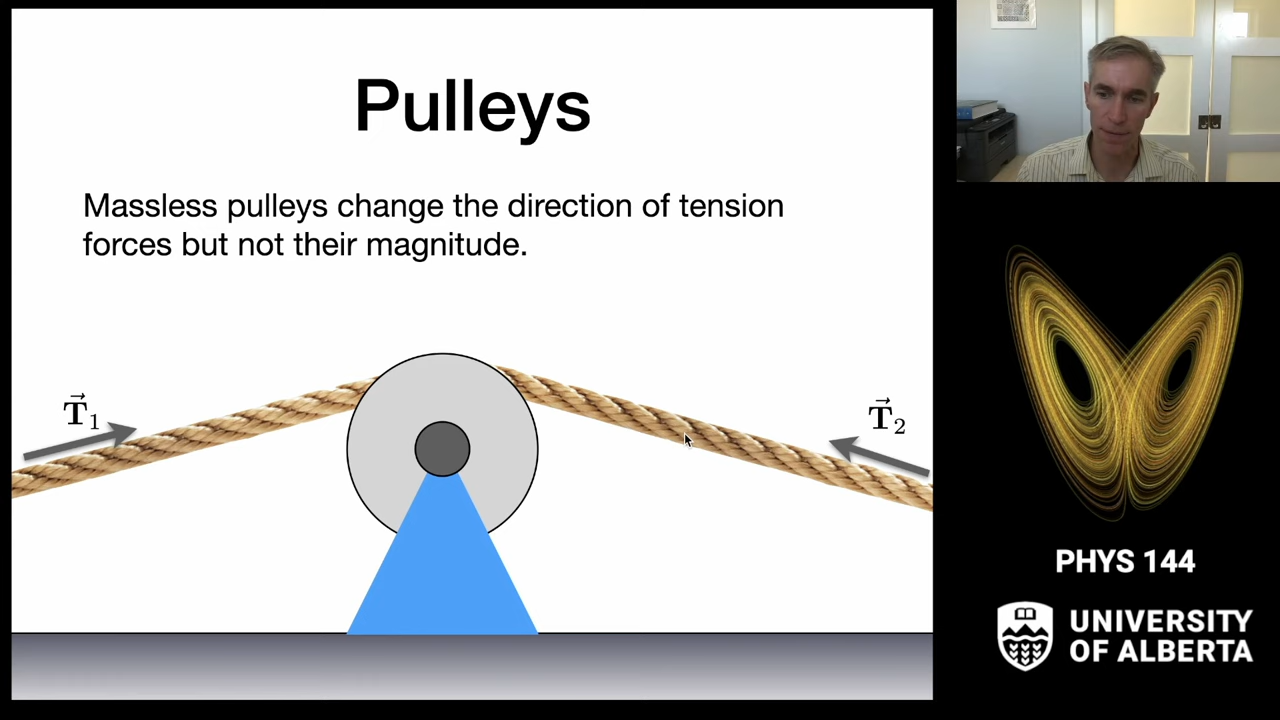 Pulleys
Massless pulleys change the direction of tension
forces but not their magnitude.
T⃗₁
T⃗₂
PHYS 144
UNIVERSITY
OF ALBERTA